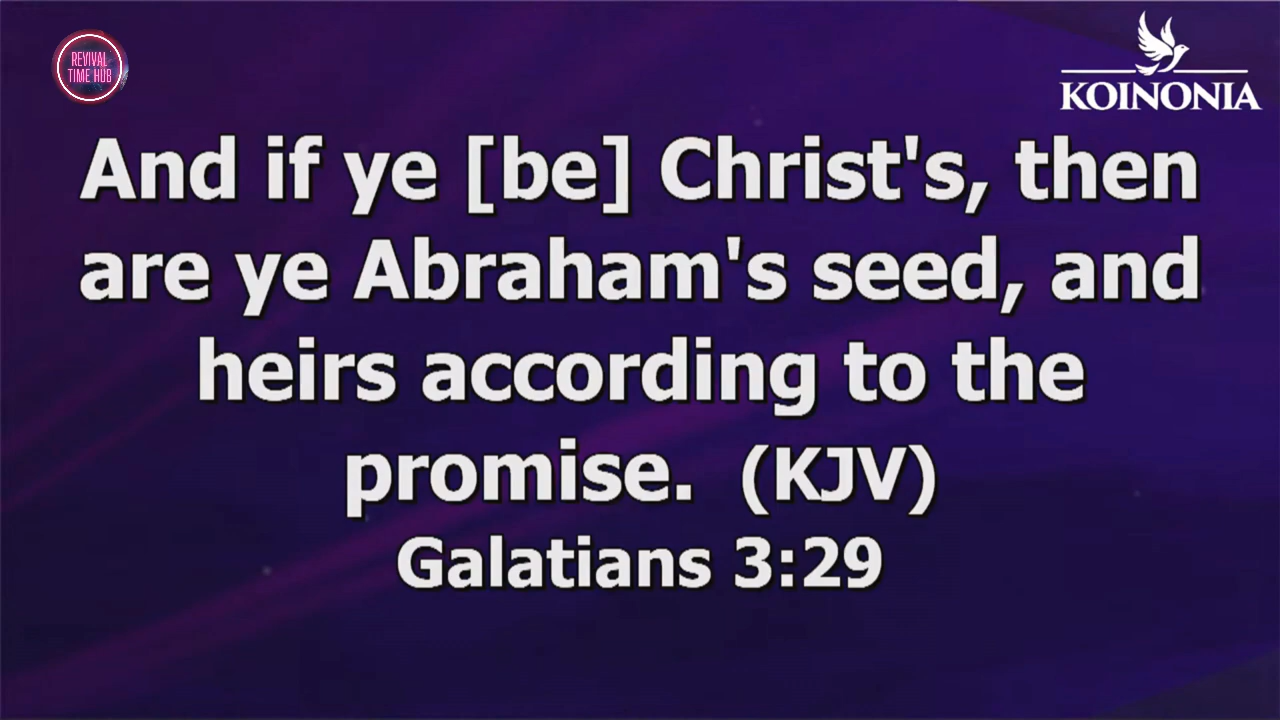 REVIVAL
TIME HUB
KOINONIA
And if ye [be] Christ's, then
are ye Abraham's seed, and
heirs according to the
promise.  (KJV)
Galatians 3:29